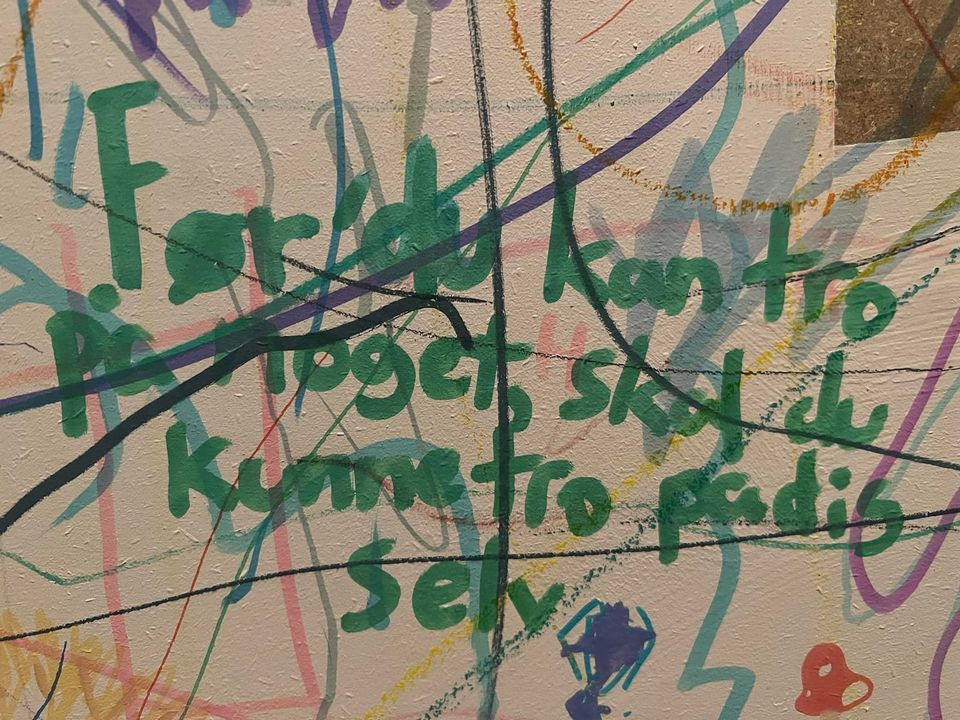 Før du kan tro
på noget, skal du
kunne tro på dig
selv